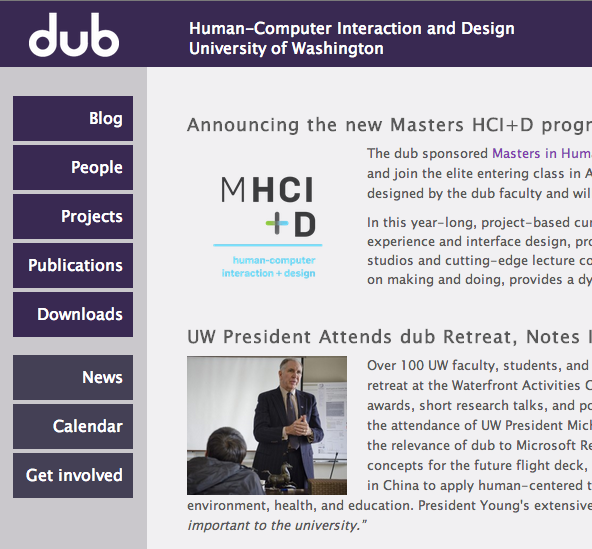 dub
Human-Computer Interaction and Design
University of Washington
Blog
People
Projects
Publications
Downloads
News
Calendar
Get involved
Announcing the new Masters HCI+D progr
MHCI
+D
human-computer
interaction + design
The dub sponsored Masters in Hum
and join the elite entering class in A
designed by the dub faculty and wil
In this year-long, project-based cur
experience and interface design, pro
studios and cutting-edge lecture co
on making and doing, provides a dy
UW President Attends dub Retreat, Notes I
Over 100 UW faculty, students, and
retreat at the Waterfront Activities C
awards, short research talks, and po
the attendance of UW President Mich
the relevance of dub to Microsoft Re
concepts for the future flight deck,
in China to apply human-centered t
environment, health, and education. President Young's extensive
important to the university."